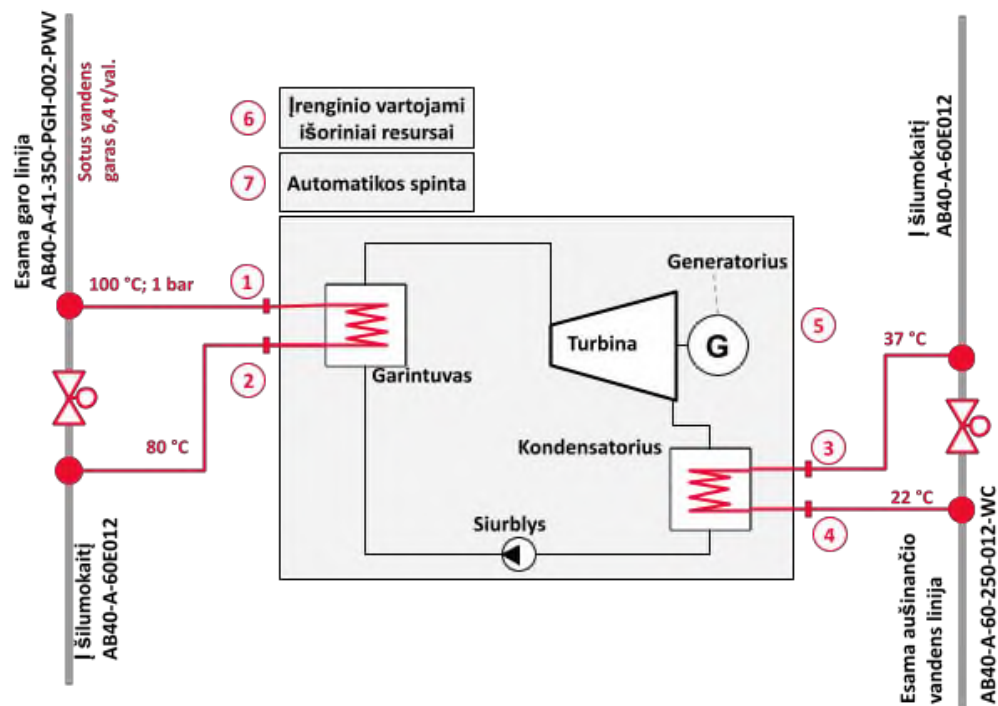 Esama garo linija
AB40-A-41-350-PGH-002-PWV
Sotus vandens
garas 6,4 t/val.
6
Įrenginio vartojami
išoriniai resursai
7
Automatikos spinta
Į šilumokaitį
AB40-A-60E012
100 °C; 1 bar
1
2
Garintuvas
80 °C
Į šilumokaitį
AB40-A-60E012
Generatorius
Turbina
G
5
37 °C
Kondensatorius
3
22 °C
4
Siurblys
Esama aušinančio
vandens linija
AB40-A-60-250-012-WC